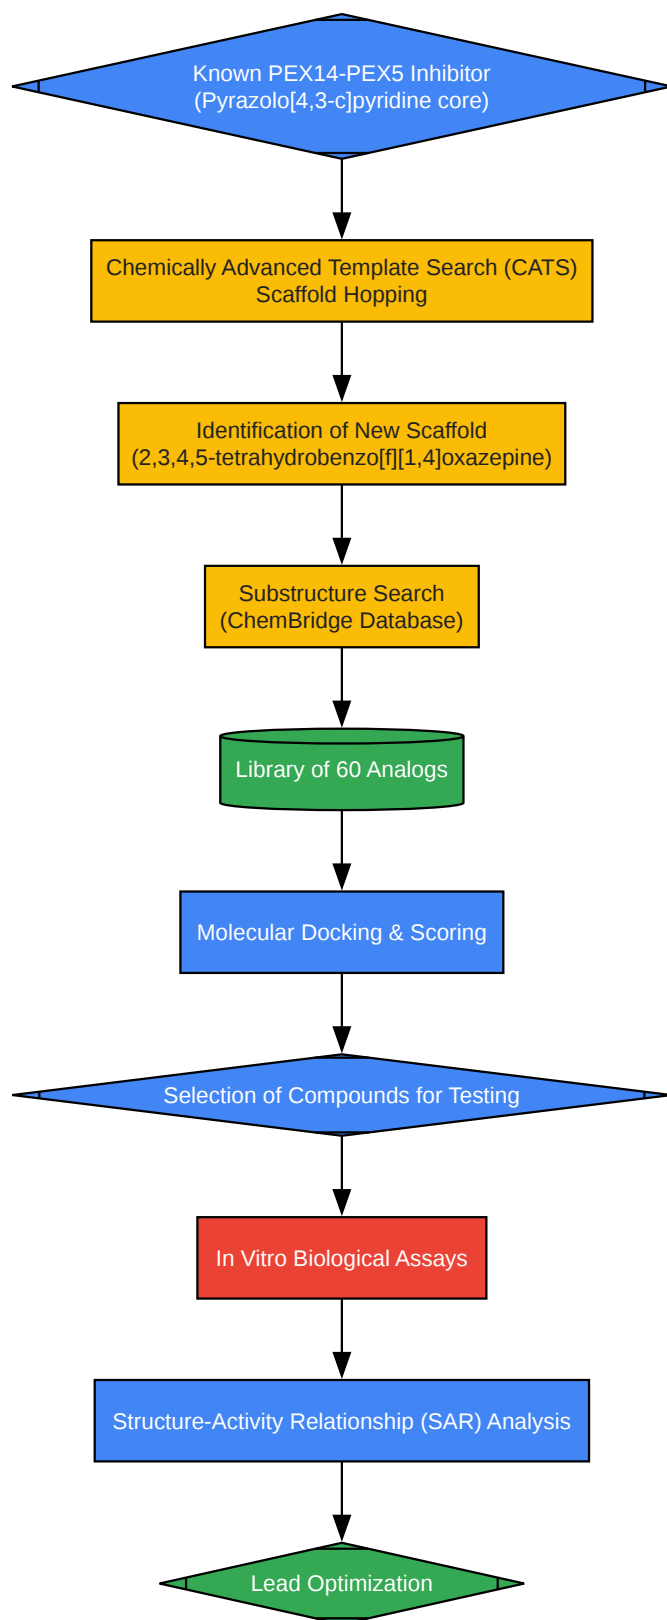 Known PEX14-PEX5 Inhibitor
(Pyrazolo[4,3-c]pyridine core)
Chemically Advanced Template Search (CATS)
Scaffold Hopping
Identification of New Scaffold
(2,3,4,5-tetrahydrobenzo[f][1,4]oxazepine)
Substructure Search
(ChemBridge Database)
Library of 60 Analogs
Molecular Docking & Scoring
Selection of Compounds for Testing
In Vitro Biological Assays
Structure-Activity Relationship (SAR) Analysis
Lead Optimization